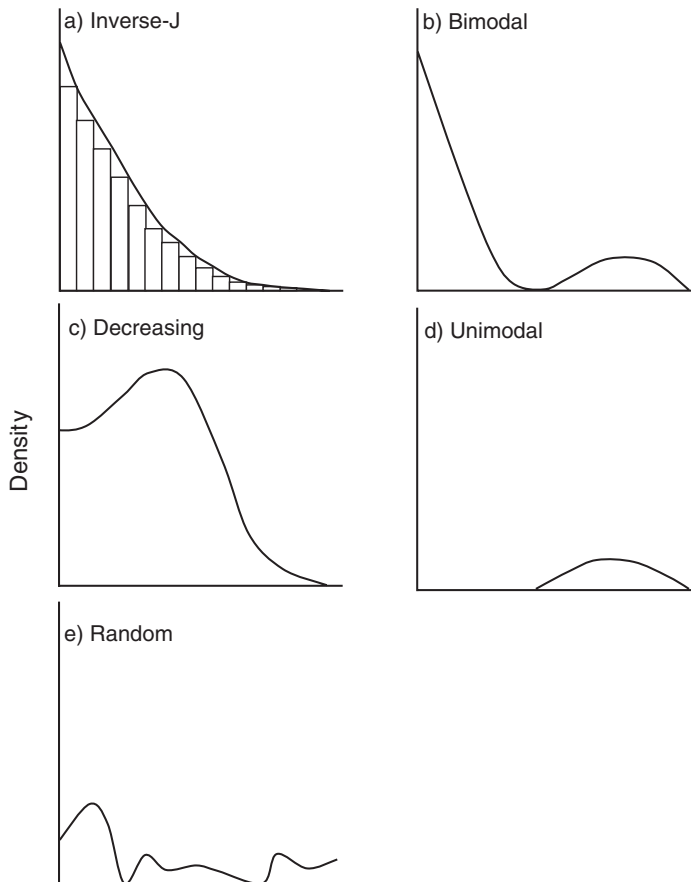 a) Inverse-J
b) Bimodal
c) Decreasing
d) Unimodal
Density
e) Random